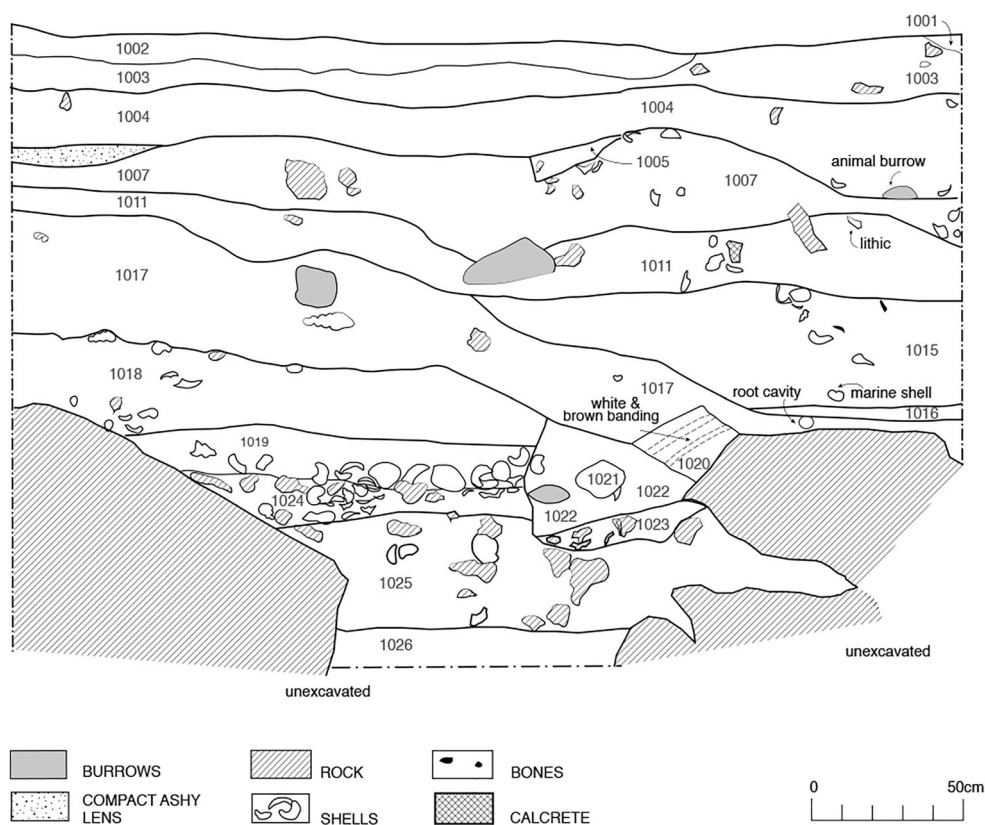 1001
1002
1003
1003
1004
1004
1005
animal burrow
1007
1007
1011
lithic
1011
1017
1015
1018
1017
root cavity
marine shell
white &
brown banding
1016
1019
1020
1021
1022
1024
1022
1023
1025
1026
unexcavated
unexcavated
BURROWS
ROCK
BONES
0
50cm
COMPACT ASHY
LENS
SHELLS
CALCRETE